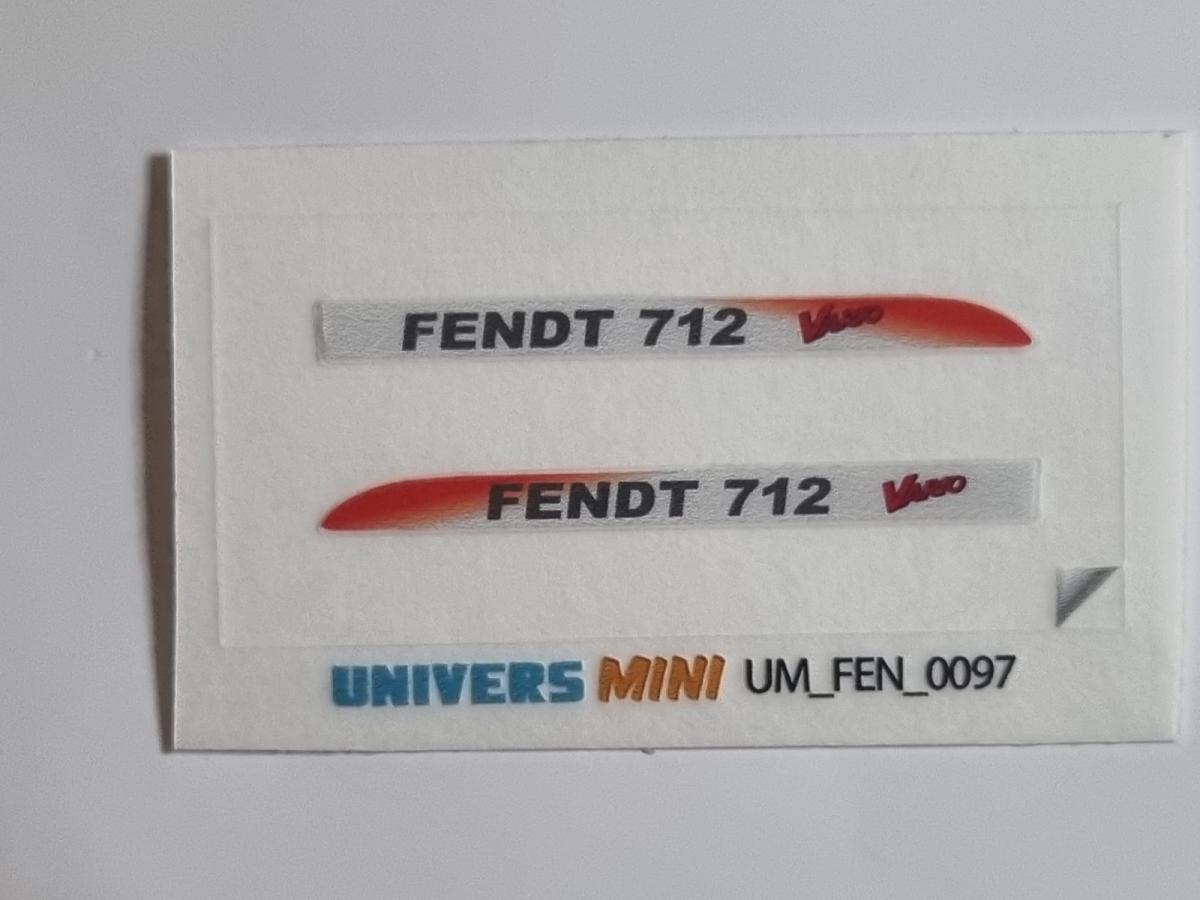 FENDT 712 Vario
FENDT 712 Vario
UNIVERS MINI UM_FEN_0097